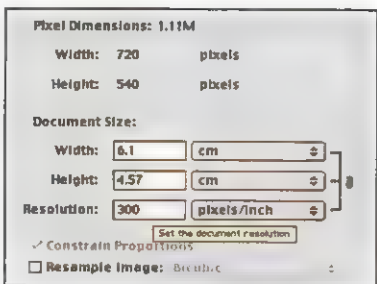 Pixel Dimensions: 1.11M
Width: 720 pixels
Height: 540 pixels
Document Size:
Width: 6.1 cm
Height: 4.57 cm
Resolution: 300 pixels/inch
Set the document resolution
Constrain Proportions
Resample Image: Bicubic